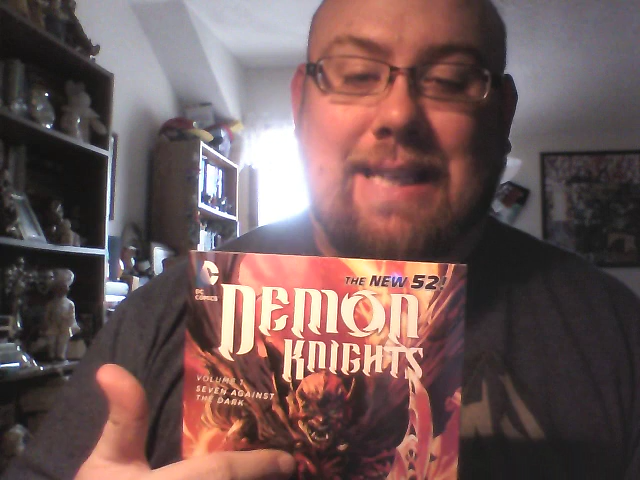 DC
COMICS
THE NEW 52!
DEMON
KNIGHTS
VOLUME 1
SEVEN AGAINST
THE DARK